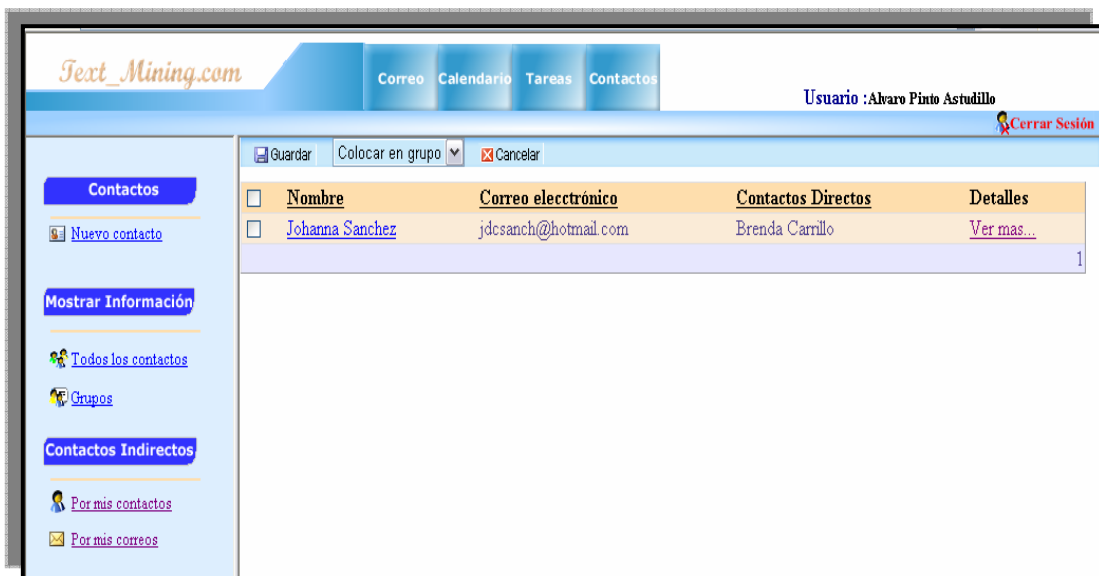 Text_Mining.com
Correo Calendario Tareas Contactos
Usuario :Alvaro Pinto Astudillo
Cerrar Sesión
Guardar Colocar en grupo Cancelar
Contactos
Nuevo contacto
Mostrar Información
Todos los contactos
Grupos
Contactos Indirectos
Por mis contactos
Por mis correos
Nombre Correo elecctrónico Contactos Directos Detalles
Johanna Sanchez jdcsanch@hotmail.com Brenda Carrillo Ver mas...
1